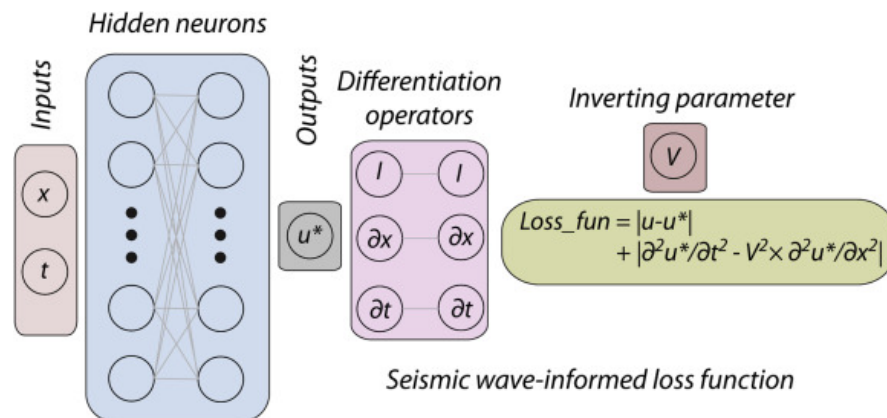 Hidden neurons
Inputs
x
t
Outputs
u*
Differentiation
operators
I I
∂x ∂x
∂t ∂t
Inverting parameter
V
Loss_fun = |u-u*|
+ |∂²u*/∂t² - V²× ∂²u*/∂x²|
Seismic wave-informed loss function